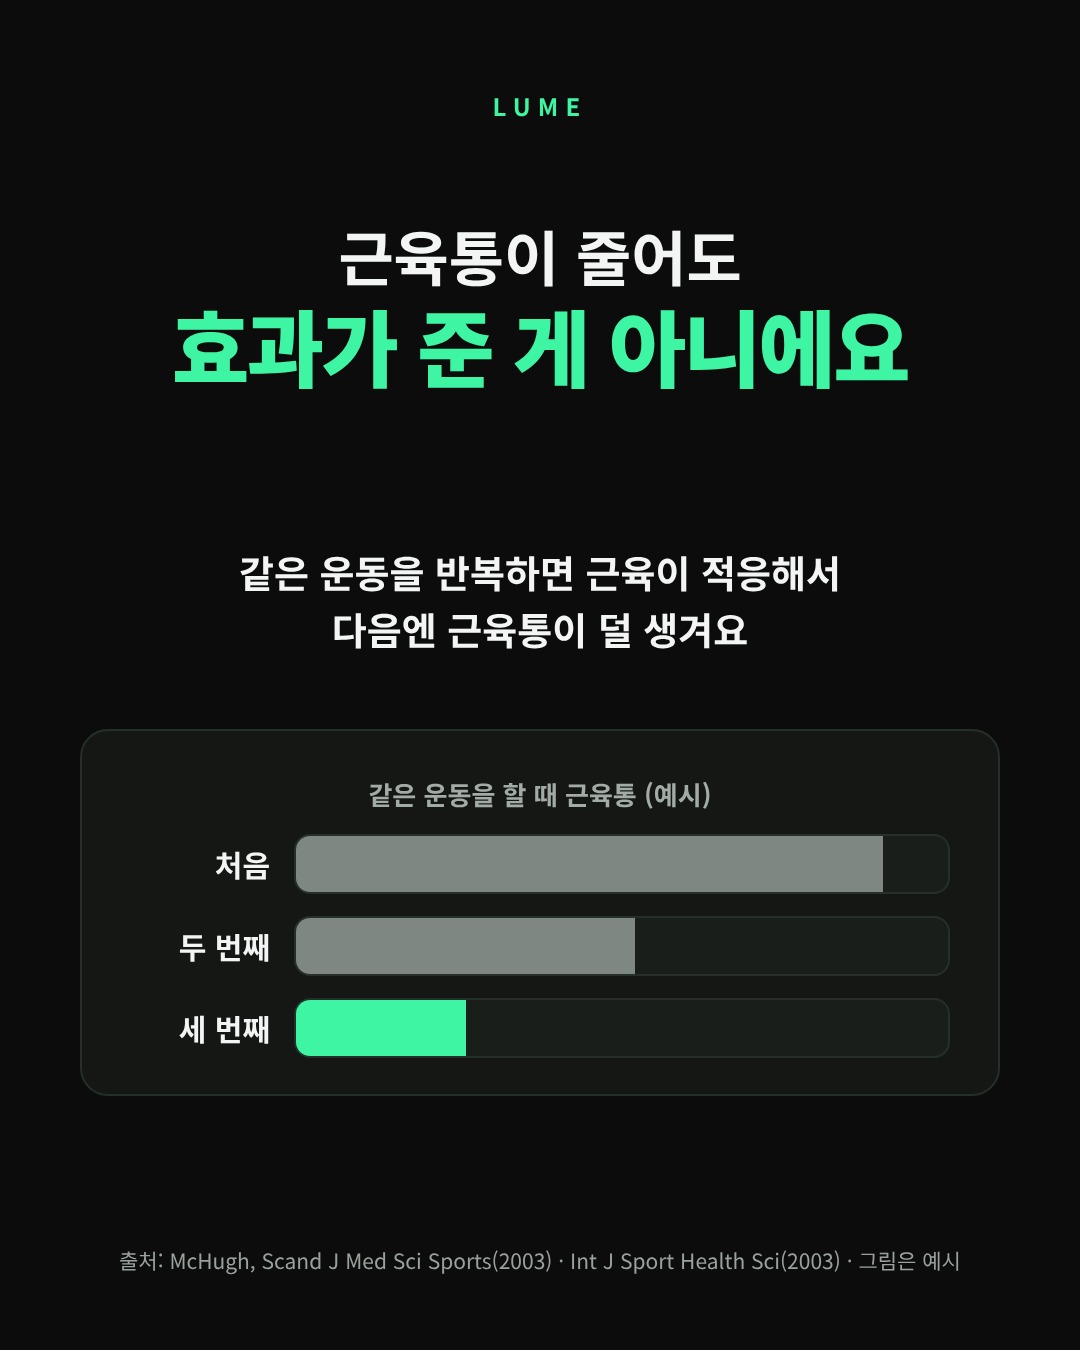 LUME
근육통이 줄어도
효과가 준 게 아니에요
같은 운동을 반복하면 근육이 적응해서
다음엔 근육통이 덜 생겨요
같은 운동을 할 때 근육통 (예시)
처음
두 번째
세 번째
출처: McHugh, Scand J Med Sci Sports(2003) · Int J Sport Health Sci(2003) · 그림은 예시